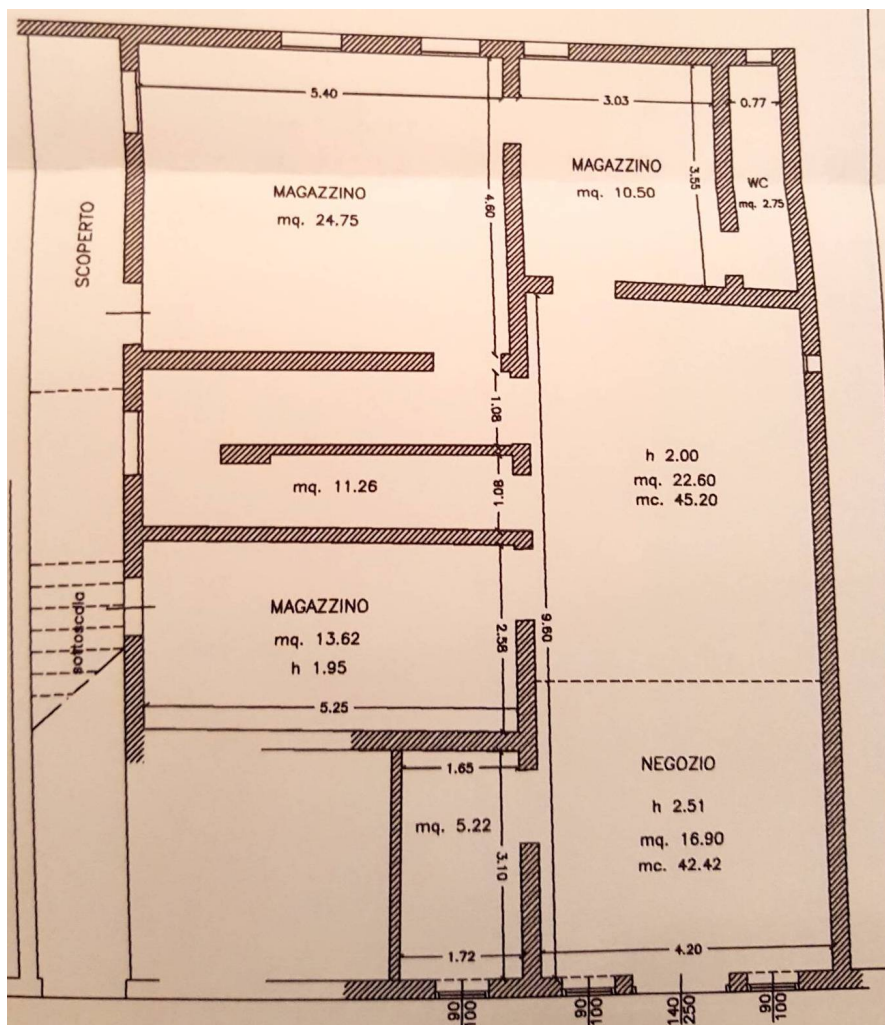 5.40
3.03
0.77
MAGAZZINO
mq. 24.75
4.60
MAGAZZINO
mq. 10.50
3.55
WC
mq. 2.75
SCOPERTO
1.08
h 2.00
mq. 22.60
mc. 45.20
mq. 11.26
1.08
MAGAZZINO
mq. 13.62
h 1.95
2.58
9.60
sottoscala
5.25
1.65
NEGOZIO
h 2.51
mq. 16.90
mc. 42.42
mq. 5.22
3.10
1.72
4.20
90
100
90
100
140
250
90
100